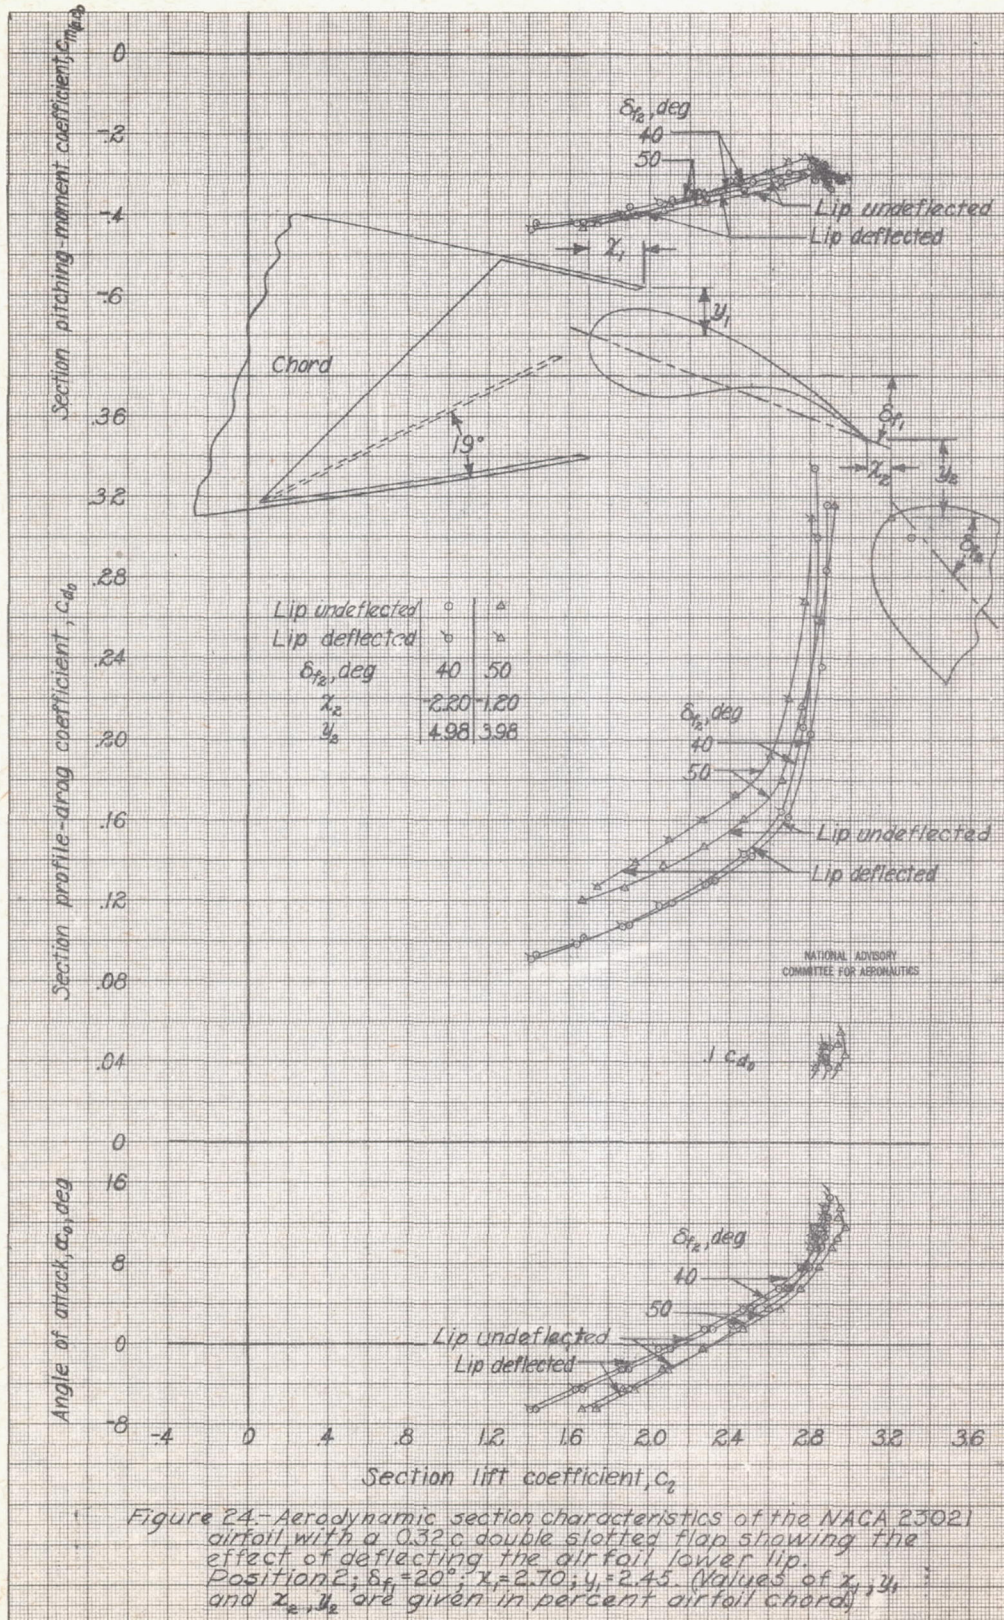 Section pitching-moment coefficient, cm(a.c.)0
0
-.2
-.4
-.6
δf2, deg
40
50
Lip undeflected
Lip deflected
x1
y1
Chord
19°
δf1
x2
y2
δf2
Section profile-drag coefficient, cd0
.36
.32
.28
.24
.20
.16
.12
.08
.04
0
Lip undeflected
Lip deflected
δf2, deg 40 50
x2 -2.20 -1.20
y2 4.98 3.98
δf2, deg
40
50
Lip undeflected
Lip deflected
NATIONAL ADVISORY
COMMITTEE FOR AERONAUTICS
.1 cd0
Angle of attack, α0, deg
16
8
0
-8
δf2, deg
40
50
Lip undeflected
Lip deflected
-.4 0 .4 .8 1.2 1.6 2.0 2.4 2.8 3.2 3.6
Section lift coefficient, cl
Figure 24.-Aerodynamic section characteristics of the NACA 23021
airfoil with a 0.32c double slotted flap showing the
effect of deflecting the airfoil lower lip.
Position 2; δf1=20°; x1=2.70; y1=2.45. (Values of x1, y1
and x2, y2 are given in percent airfoil chord)